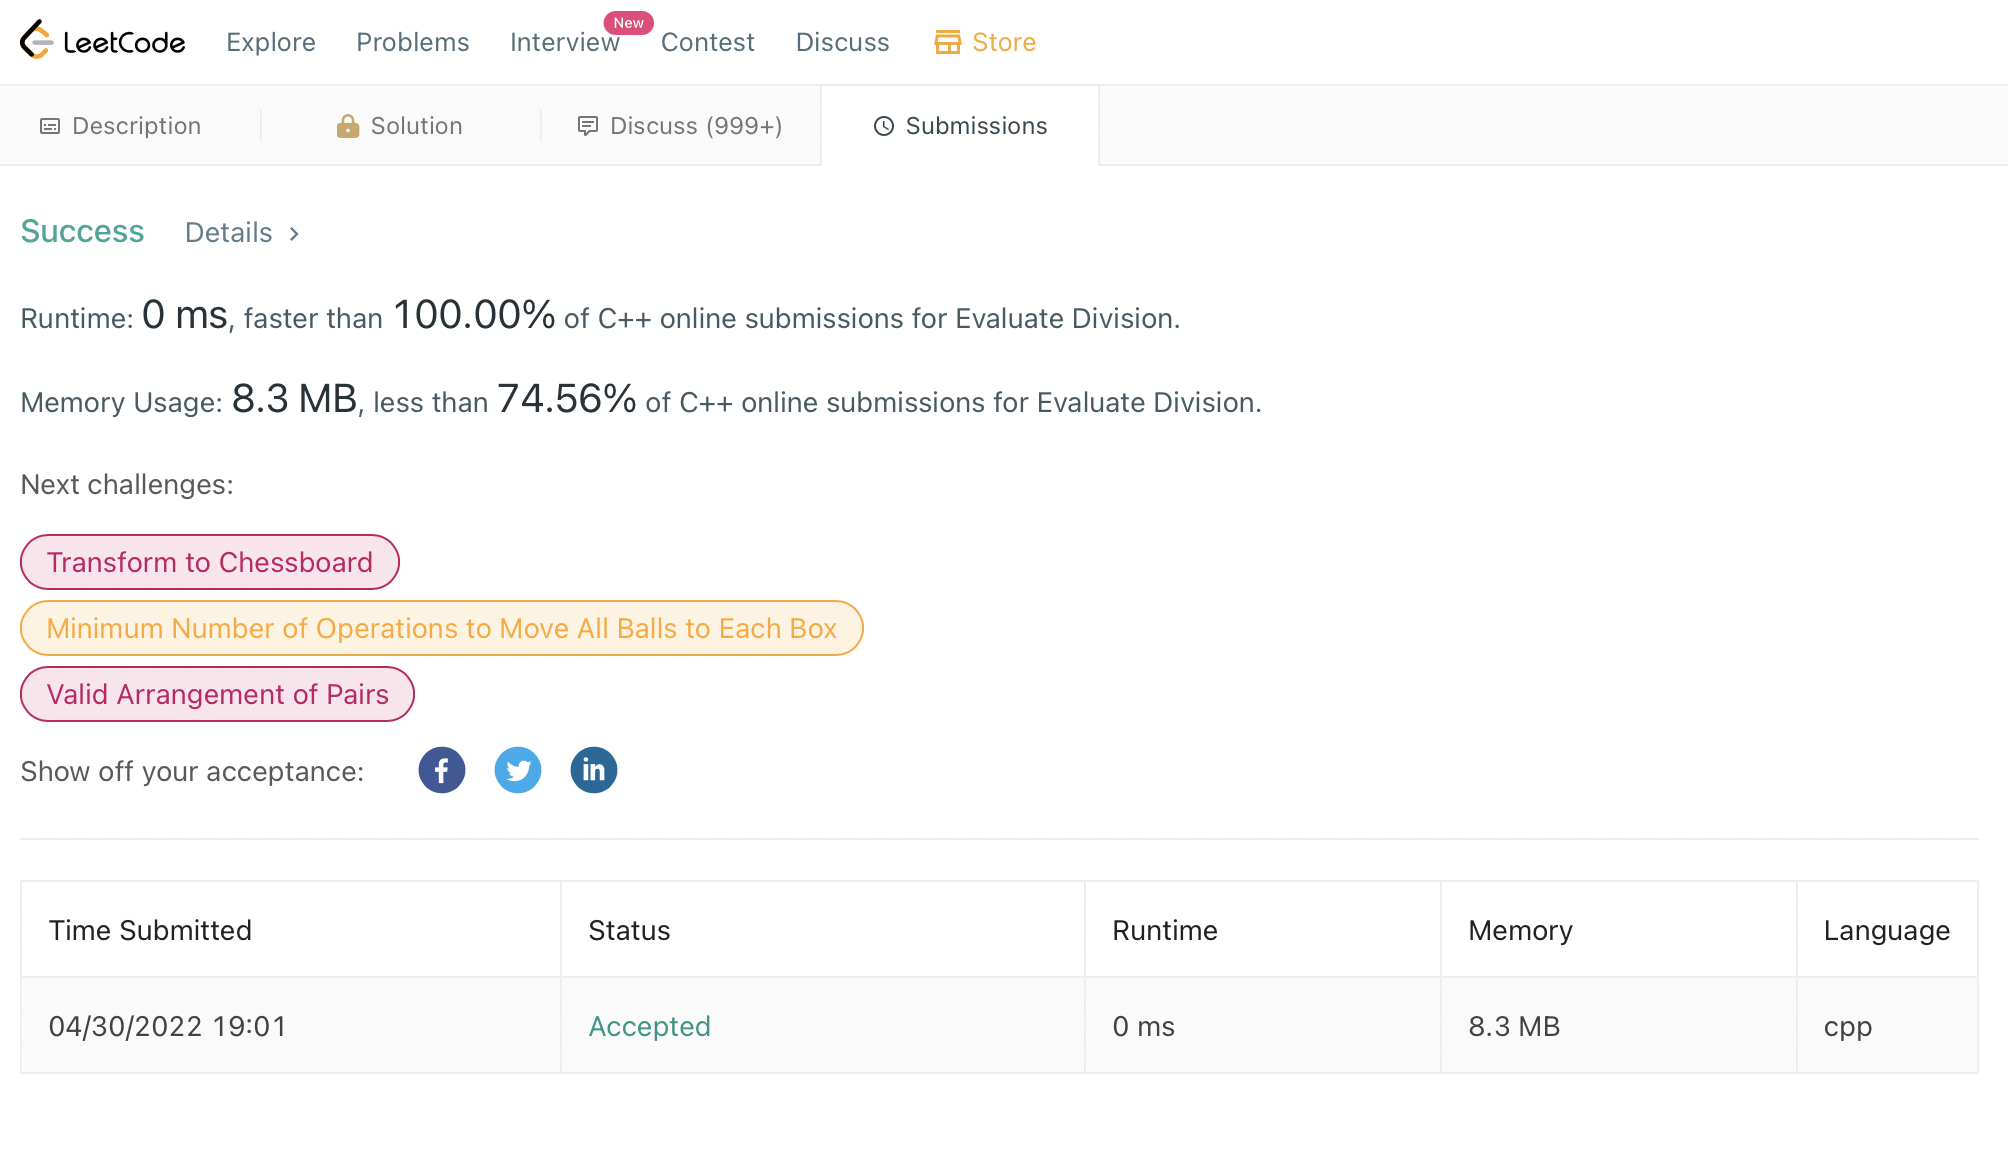 LeetCode Explore Problems Interview New Contest Discuss Store
Description Solution Discuss (999+) Submissions
Success Details
Runtime: 0 ms, faster than 100.00% of C++ online submissions for Evaluate Division.
Memory Usage: 8.3 MB, less than 74.56% of C++ online submissions for Evaluate Division.
Next challenges:
Transform to Chessboard
Minimum Number of Operations to Move All Balls to Each Box
Valid Arrangement of Pairs
Show off your acceptance: f in
Time Submitted Status Runtime Memory Language
04/30/2022 19:01 Accepted 0 ms 8.3 MB cpp